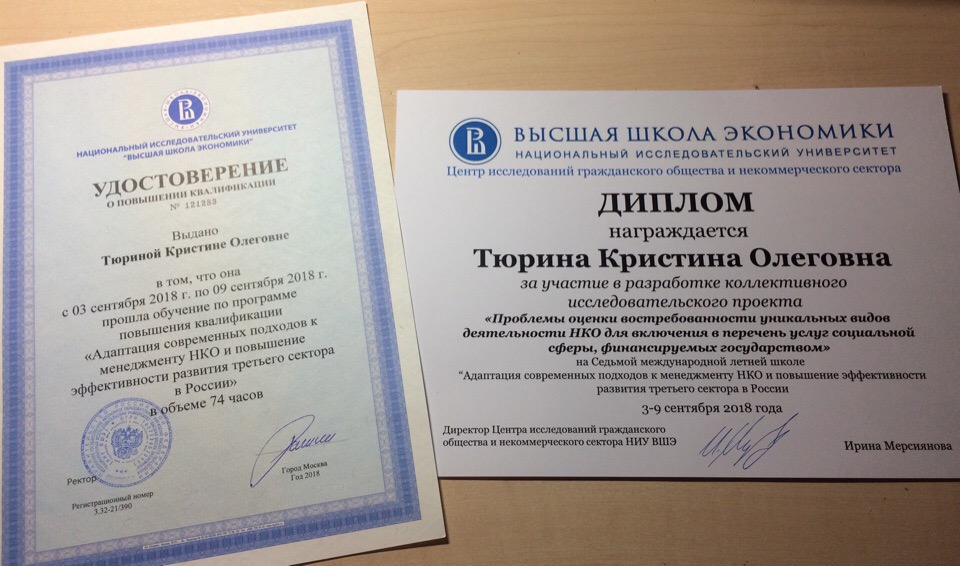 НАЦИОНАЛЬНЫЙ ИССЛЕДОВАТЕЛЬСКИЙ УНИВЕРСИТЕТ
"ВЫСШАЯ ШКОЛА ЭКОНОМИКИ"
УДОСТОВЕРЕНИЕ
О ПОВЫШЕНИИ КВАЛИФИКАЦИИ
№ 121283
Выдано
Тюриной Кристине Олеговне
в том, что она
с 03 сентября 2018 г. по 09 сентября 2018 г.
прошла обучение по программе
повышения квалификации
«Адаптация современных подходов к
менеджменту НКО и повышение
эффективности развития третьего сектора
в России»
в объеме 74 часов
Ректор
Город Москва
Год 2018
Регистрационный номер
3.32-21/390
ВЫСШАЯ ШКОЛА ЭКОНОМИКИ
НАЦИОНАЛЬНЫЙ ИССЛЕДОВАТЕЛЬСКИЙ УНИВЕРСИТЕТ
Центр исследований гражданского общества и некоммерческого сектора
ДИПЛОМ
награждается
Тюрина Кристина Олеговна
за участие в разработке коллективного
исследовательского проекта
«Проблемы оценки востребованности уникальных видов
деятельности НКО для включения в перечень услуг социальной
сферы, финансируемых государством»
на Седьмой международной летней школе
"Адаптация современных подходов к менеджменту НКО и повышение эффективности
развития третьего сектора в России
3-9 сентября 2018 года
Директор Центра исследований гражданского
общества и некоммерческого сектора НИУ ВШЭ
Ирина Мерсиянова